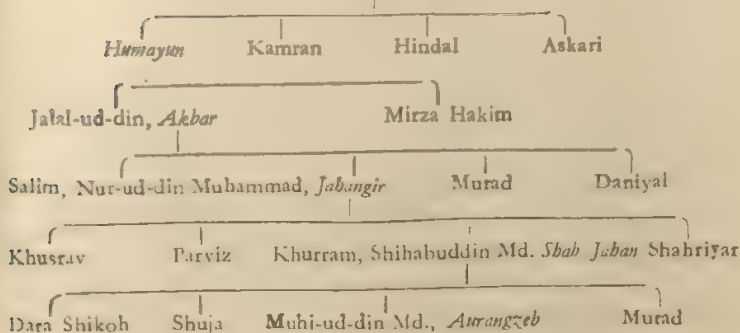 Humayun Kamran Hindal Askari
Jalal-ud-din, Akbar Mirza Hakim
Salim, Nur-ud-din Muhammad, Jahangir Murad Daniyal
Khusrav Parviz Khurram, Shihabuddin Md. Shah Jahan Shahriyar
Dara Shikoh Shuja Muhi-ud-din Md., Aurangzeb Murad